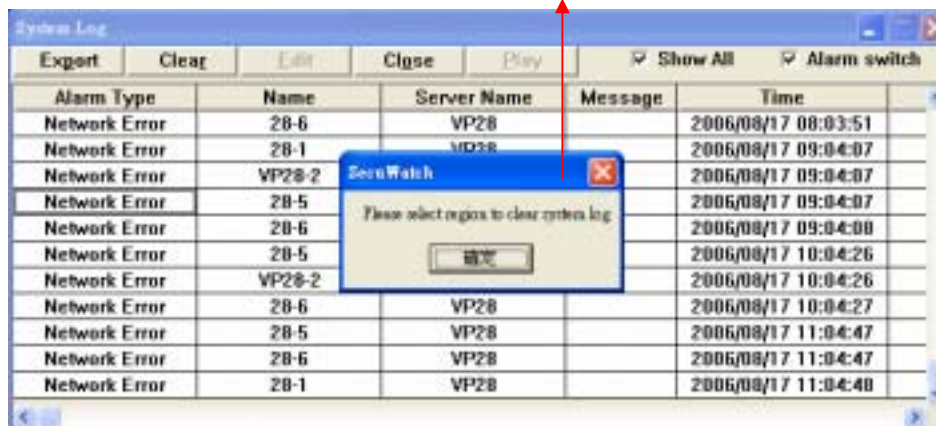 System Log
Export Clear Edit Close Play Show All Alarm switch
Alarm Type Name Server Name Message Time
Network Error 28-6 VP28 2006/08/17 08:03:51
Network Error 28-1 VP28 2006/08/17 09:04:07
Network Error VP28-2 2006/08/17 09:04:07
Network Error 28-5 2006/08/17 09:04:07
Network Error 28-6 2006/08/17 09:04:08
Network Error 28-5 2006/08/17 10:04:26
Network Error VP28-2 2006/08/17 10:04:26
Network Error 28-6 VP28 2006/08/17 10:04:27
Network Error 28-5 VP28 2006/08/17 11:04:47
Network Error 28-6 VP28 2006/08/17 11:04:47
Network Error 28-1 VP28 2006/08/17 11:04:48
SecuWatch
Please select region to clear system log
確定